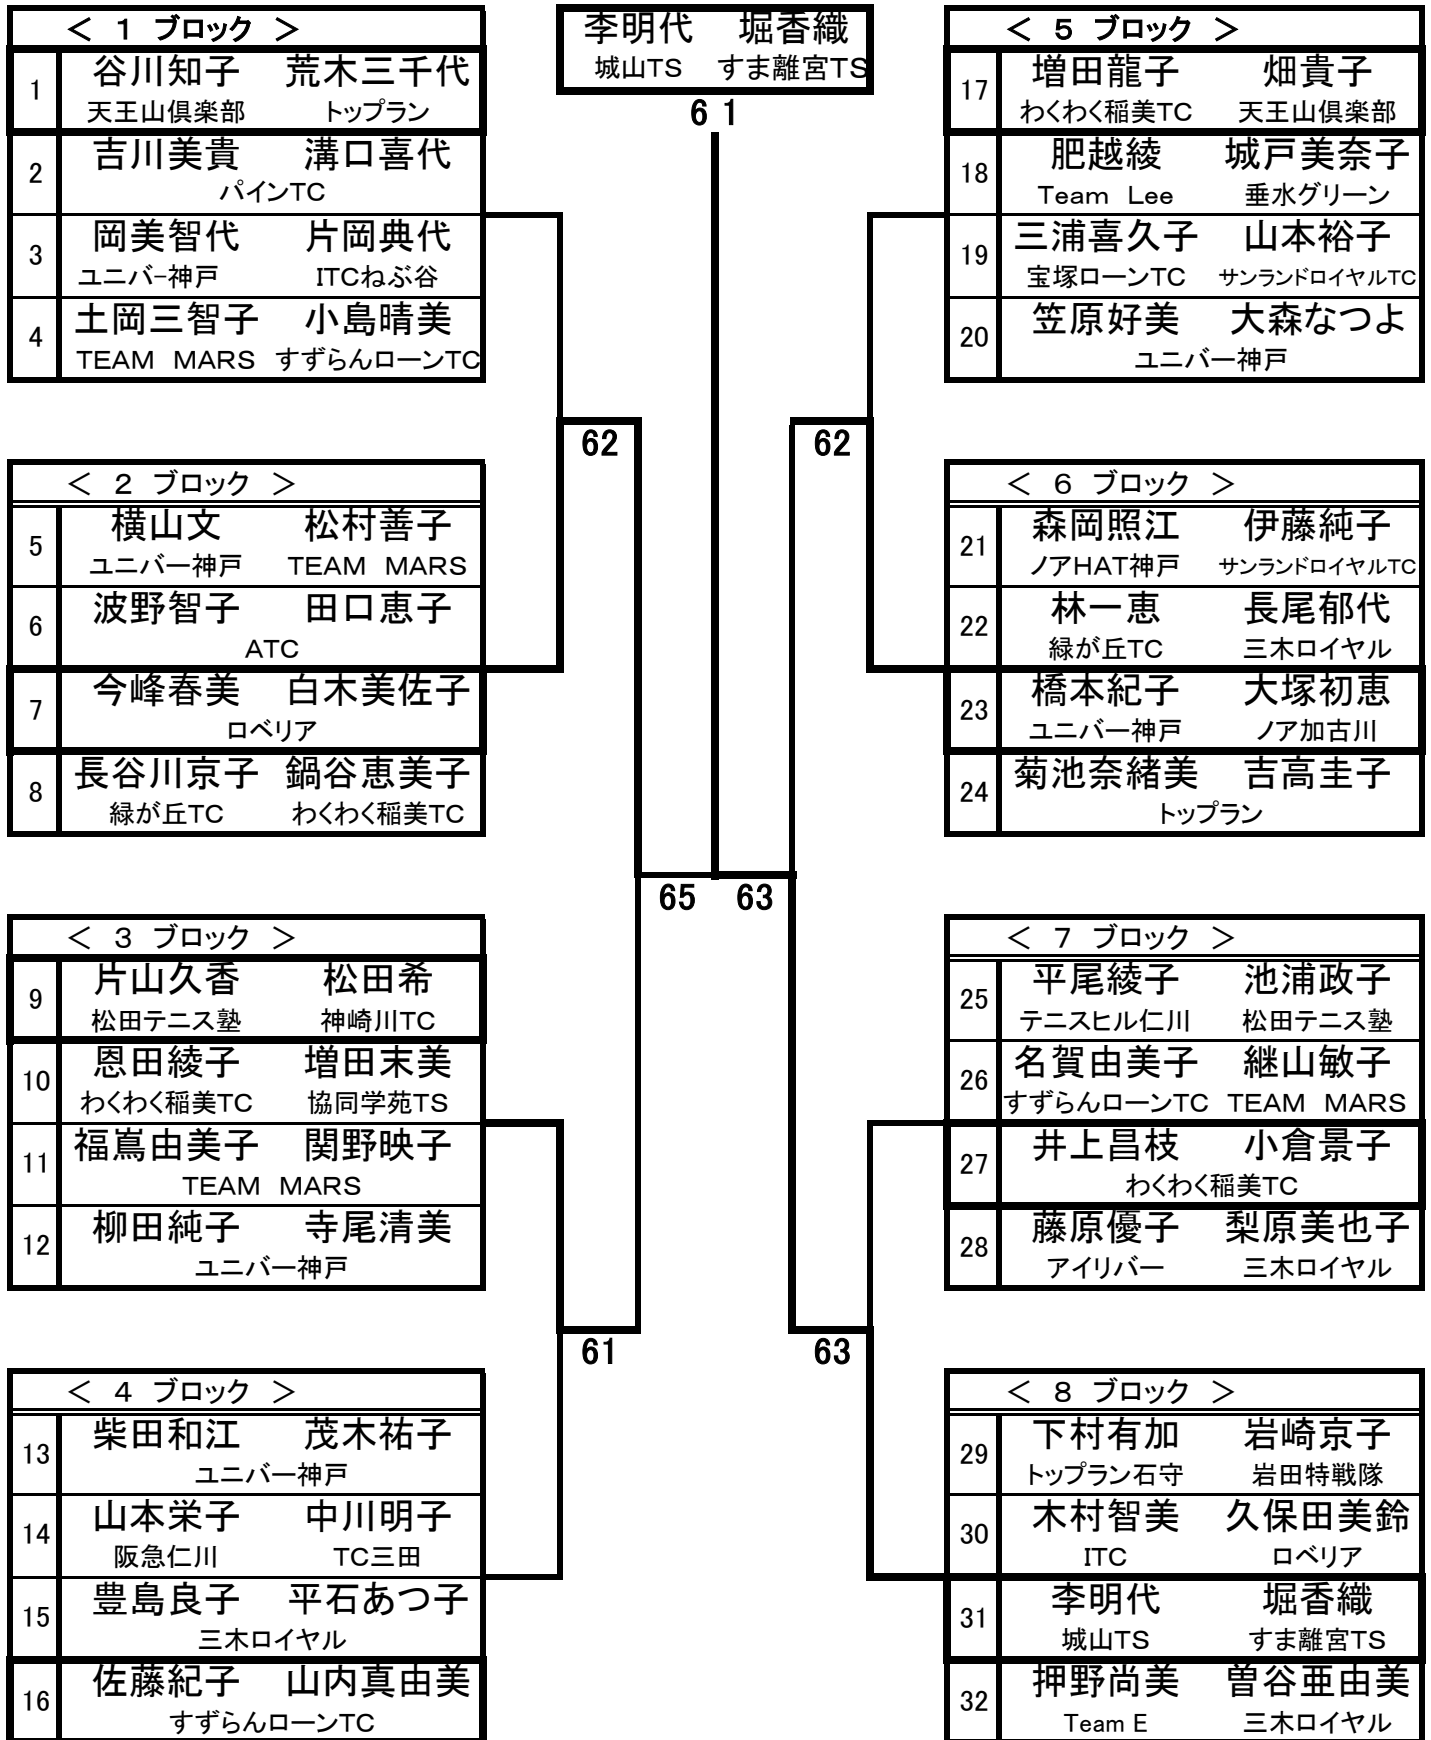 李明代 堀香織
城山TS すま離宮TS
6 1
＜ 1 ブロック ＞
1 谷川知子 荒木三千代
天王山倶楽部 トップラン
2 吉川美貴 溝口喜代
パインTC
3 岡美智代 片岡典代
ユニバー神戸 ITCねぶ谷
4 土岡三智子 小島晴美
TEAM MARS すずらんローンTC
62
＜ 2 ブロック ＞
5 横山文 松村善子
ユニバー神戸 TEAM MARS
6 波野智子 田口恵子
ATC
7 今峰春美 白木美佐子
ロベリア
8 長谷川京子 鍋谷恵美子
緑が丘TC わくわく稲美TC
65 63
＜ 3 ブロック ＞
9 片山久香 松田希
松田テニス塾 神崎川TC
10 恩田綾子 増田末美
わくわく稲美TC 協同学苑TS
11 福嶌由美子 関野映子
TEAM MARS
12 柳田純子 寺尾清美
ユニバー神戸
61
＜ 4 ブロック ＞
13 柴田和江 茂木祐子
ユニバー神戸
14 山本栄子 中川明子
阪急仁川 TC三田
15 豊島良子 平石あつ子
三木ロイヤル
16 佐藤紀子 山内真由美
すずらんローンTC
＜ 5 ブロック ＞
17 増田龍子 畑貴子
わくわく稲美TC 天王山倶楽部
18 肥越綾 城戸美奈子
Team Lee 垂水グリーン
19 三浦喜久子 山本裕子
宝塚ローンTC サンランドロイヤルTC
20 笠原好美 大森なつよ
ユニバー神戸
62
＜ 6 ブロック ＞
21 森岡照江 伊藤純子
ノアHAT神戸 サンランドロイヤルTC
22 林一恵 長尾郁代
緑が丘TC 三木ロイヤル
23 橋本紀子 大塚初恵
ユニバー神戸 ノア加古川
24 菊池奈緒美 吉高圭子
トップラン
＜ 7 ブロック ＞
25 平尾綾子 池浦政子
テニスヒル仁川 松田テニス塾
26 名賀由美子 継山敏子
すずらんローンTC TEAM MARS
27 井上昌枝 小倉景子
わくわく稲美TC
28 藤原優子 梨原美也子
アイリバー 三木ロイヤル
63
＜ 8 ブロック ＞
29 下村有加 岩崎京子
トップラン石守 岩田特戦隊
30 木村智美 久保田美鈴
ITC ロベリア
31 李明代 堀香織
城山TS すま離宮TS
32 押野尚美 曽谷亜由美
Team E 三木ロイヤル